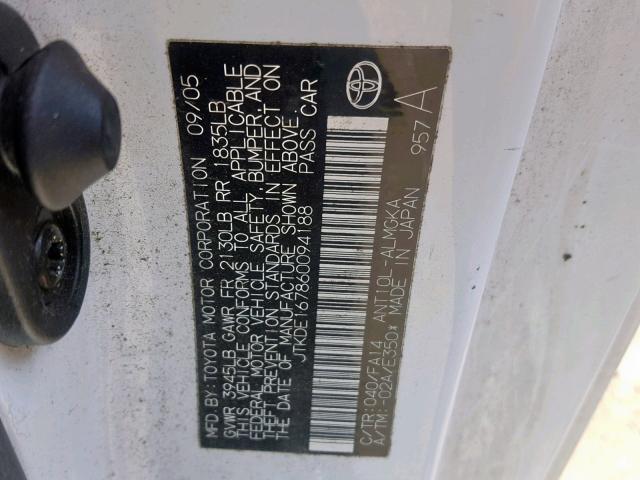 MFD.BY:TOYOTA MOTOR CORPORATION 09/05
GVWR 3945LB GAWR FR 2130LB RR 1835LB
THIS VEHICLE CONFORMS TO ALL APPLICABLE
FEDERAL MOTOR VEHICLE SAFETY, BUMPER, AND
THEFT PREVENTION STANDARDS IN EFFECT ON
THE DATE OF MANUFACTURE SHOWN ABOVE.
JTKDE167860094188 PASS CAR
C/TR:040/FA14 ANT10L-ALMGKA
A/TM:-02A/E350* MADE IN JAPAN 957A